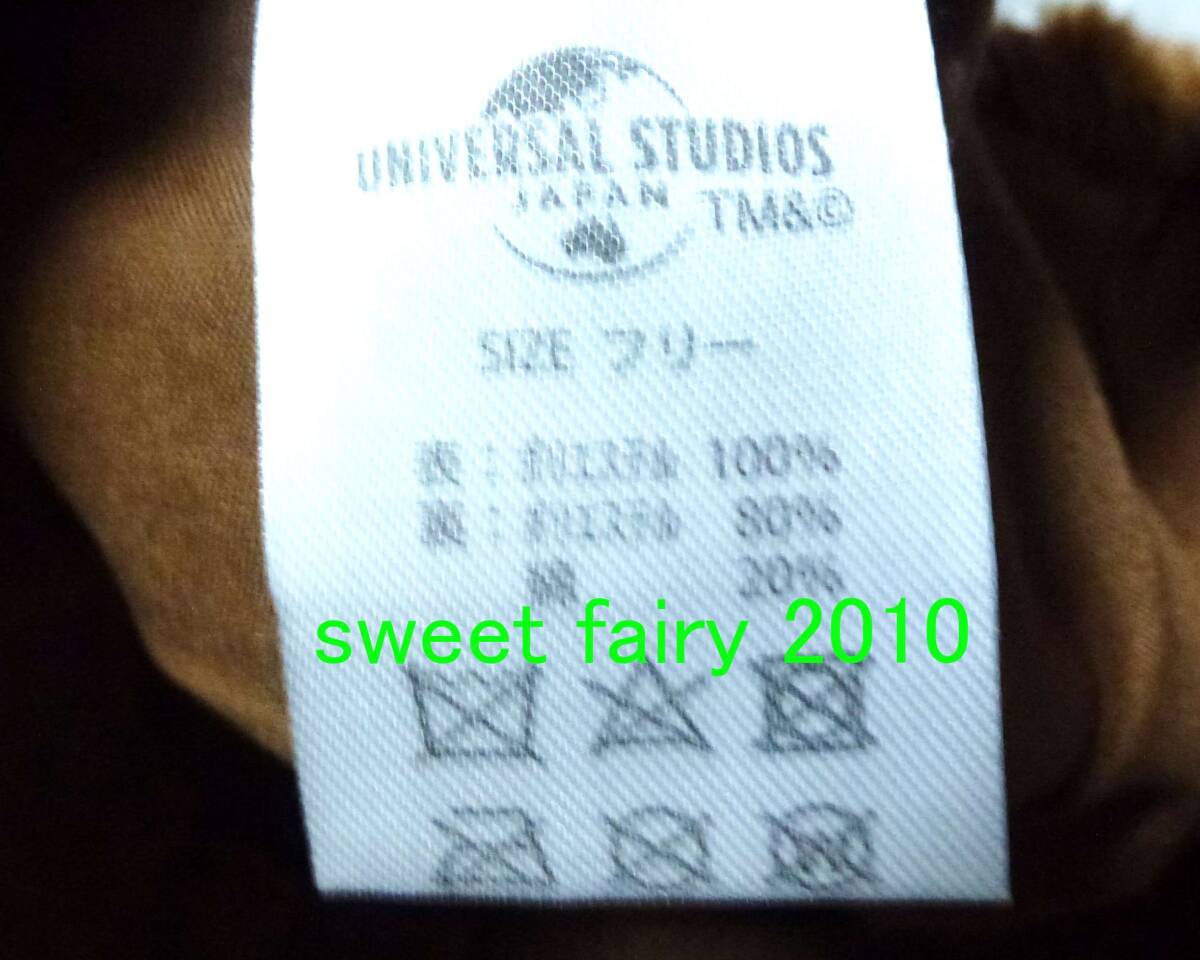 UNIVERSAL STUDIOS
JAPAN TM&©
SIZE フリー
表：ポリエステル 100%
裏：ポリエステル 80%
綿 20%
sweet fairy 2010